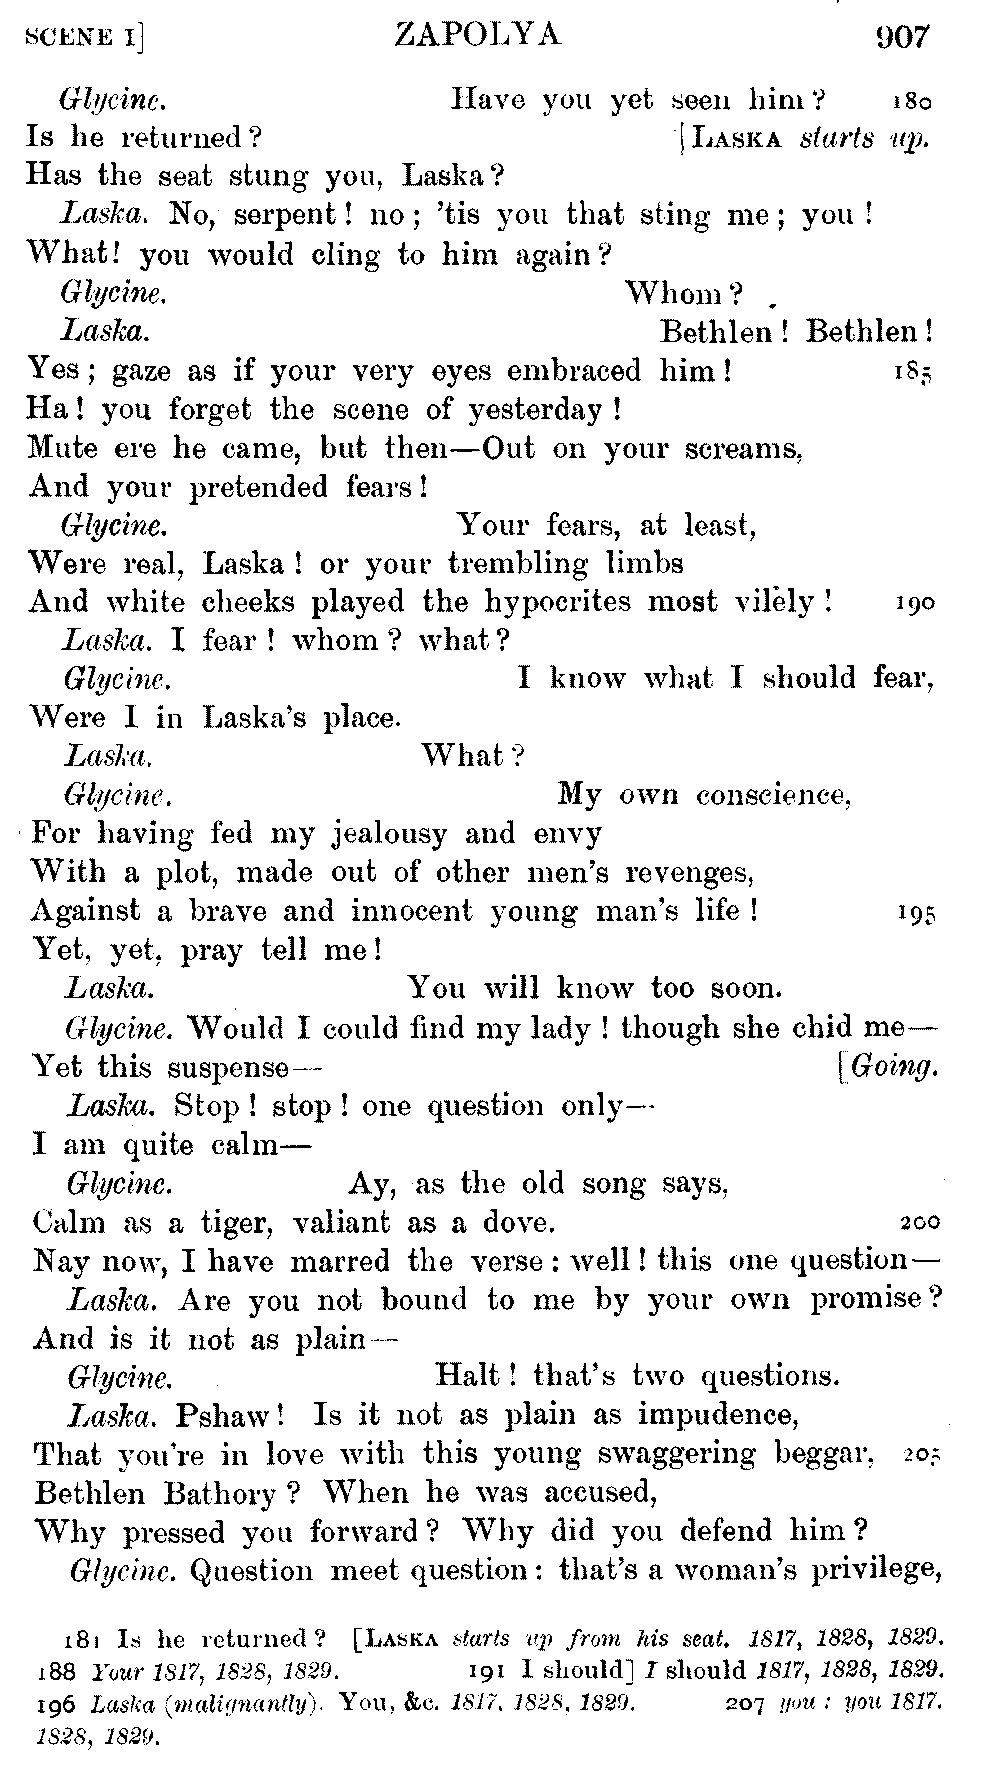 SCENE I] ZAPOLYA 907
Glycine. Have you yet seen him? 180
Is he returned? [LASKA starts up.
Has the seat stung you, Laska?
Laska. No, serpent! no; 'tis you that sting me; you!
What! you would cling to him again?
Glycine. Whom?
Laska. Bethlen! Bethlen!
Yes; gaze as if your very eyes embraced him! 185
Ha! you forget the scene of yesterday!
Mute ere he came, but then—Out on your screams,
And your pretended fears!
Glycine. Your fears, at least,
Were real, Laska! or your trembling limbs
And white cheeks played the hypocrites most vilely! 190
Laska. I fear! whom? what?
Glycine. I know what I should fear,
Were I in Laska's place.
Laska. What?
Glycine. My own conscience,
For having fed my jealousy and envy
With a plot, made out of other men's revenges,
Against a brave and innocent young man's life! 195
Yet, yet, pray tell me!
Laska. You will know too soon.
Glycine. Would I could find my lady! though she chid me—
Yet this suspense— [Going.
Laska. Stop! stop! one question only—
I am quite calm—
Glycine. Ay, as the old song says,
Calm as a tiger, valiant as a dove. 200
Nay now, I have marred the verse: well! this one question—
Laska. Are you not bound to me by your own promise?
And is it not as plain—
Glycine. Halt! that's two questions.
Laska. Pshaw! Is it not as plain as impudence,
That you're in love with this young swaggering beggar, 205
Bethlen Bathory? When he was accused,
Why pressed you forward? Why did you defend him?
Glycine. Question meet question: that's a woman's privilege,
181 Is he returned? [LASKA starts up from his seat. 1817, 1828, 1829.
188 Your 1817, 1828, 1829. 191 I should] I should 1817, 1828, 1829.
196 Laska (malignantly). You, &c. 1817, 1828, 1829. 207 you: you 1817,
1828, 1829.